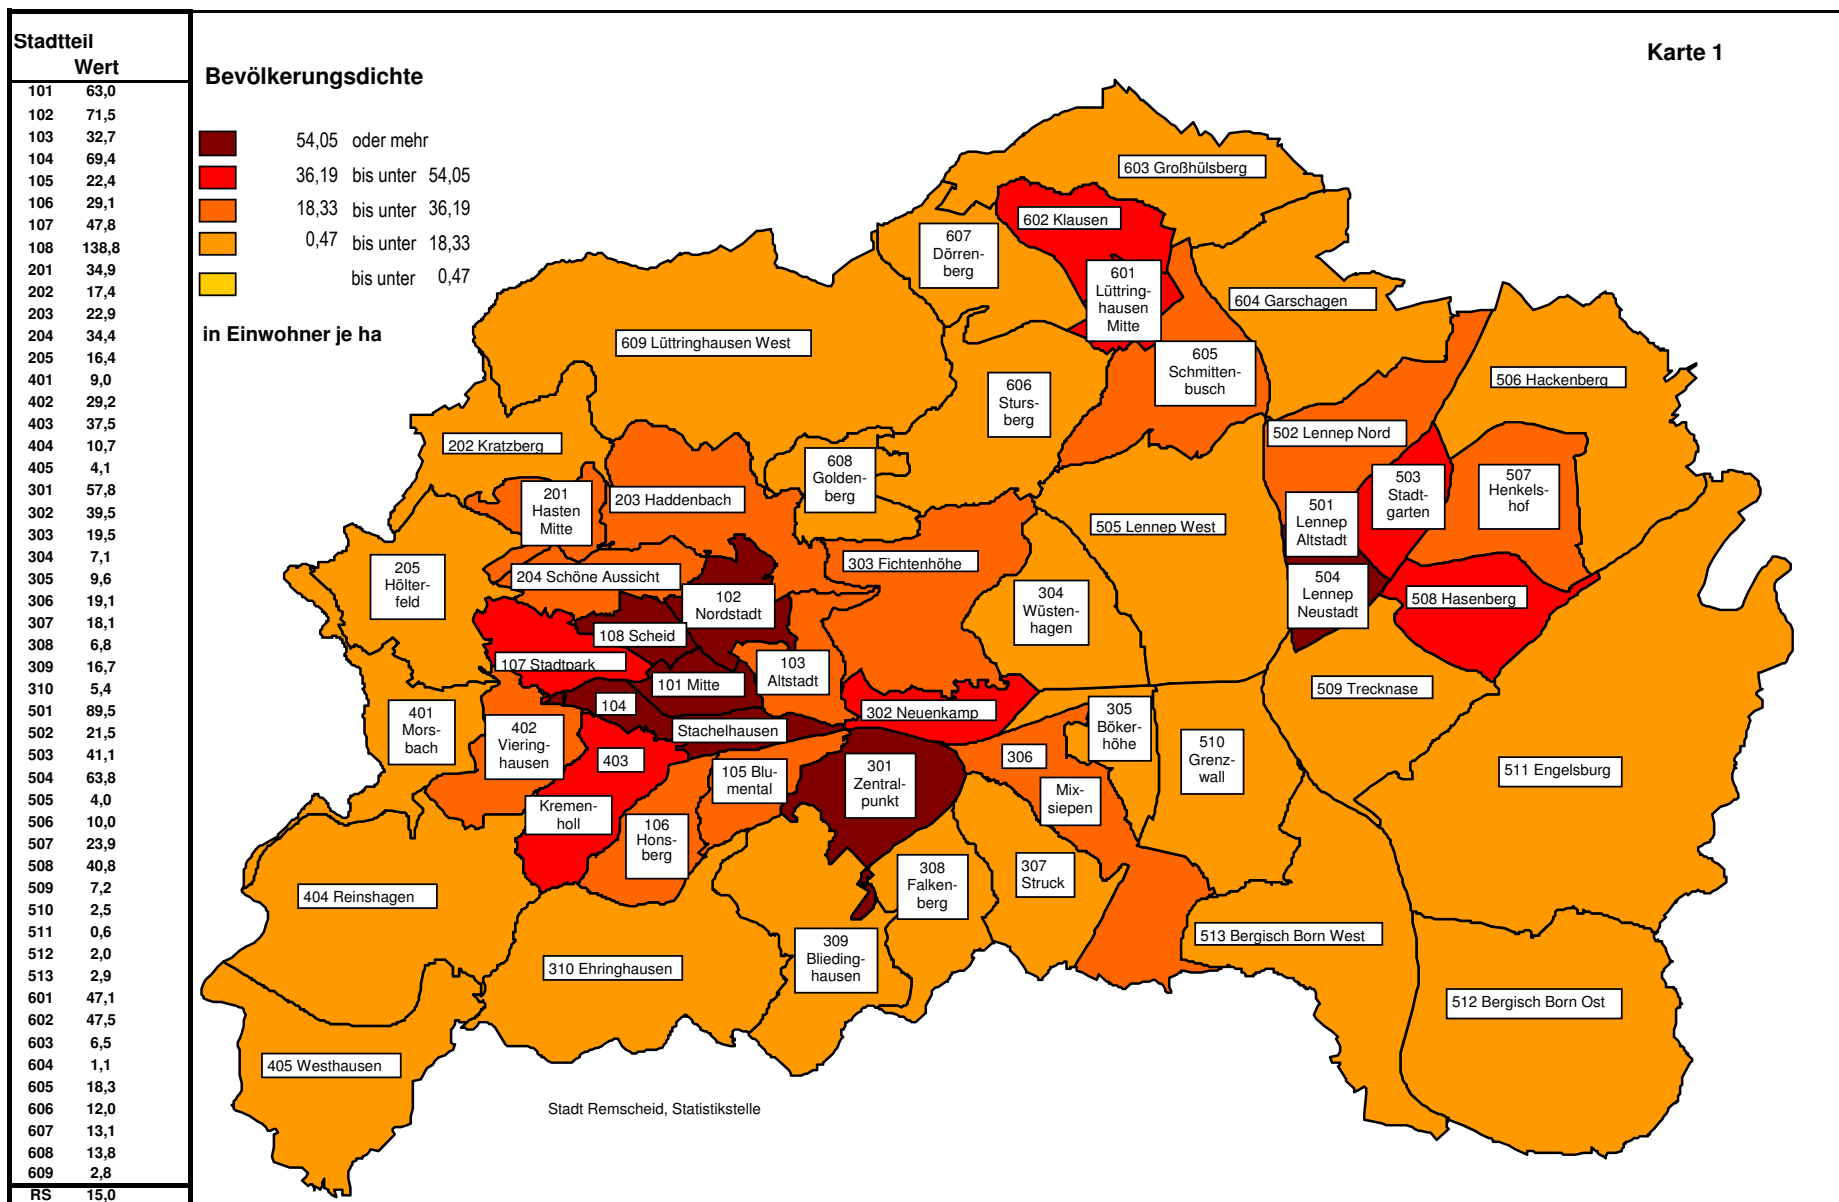 Stadtteil
Wert
101 63,0
102 71,5
103 32,7
104 69,4
105 22,4
106 29,1
107 47,8
108 138,8
201 34,9
202 17,4
203 22,9
204 34,4
205 16,4
401 9,0
402 29,2
403 37,5
404 10,7
405 4,1
301 57,8
302 39,5
303 19,5
304 7,1
305 9,6
306 19,1
307 18,1
308 6,8
309 16,7
310 5,4
501 89,5
502 21,5
503 41,1
504 63,8
505 4,0
506 10,0
507 23,9
508 40,8
509 7,2
510 2,5
511 0,6
512 2,0
513 2,9
601 47,1
602 47,5
603 6,5
604 1,1
605 18,3
606 12,0
607 13,1
608 13,8
609 2,8
RS 15,0
Karte 1
Bevölkerungsdichte
54,05 oder mehr
36,19 bis unter 54,05
18,33 bis unter 36,19
0,47 bis unter 18,33
bis unter 0,47
in Einwohner je ha
603 Großhülsberg
602 Klausen
607
Dörren-
berg
601
Lüttring-
hausen
Mitte
604 Garschagen
609 Lüttringhausen West
605
Schmitten-
busch
606
Sturs-
berg
506 Hackenberg
202 Kratzberg
502 Lennep Nord
608
Golden-
berg
503
Stadt-
garten
507
Henkels-
hof
201
Hasten
Mitte
203 Haddenbach
501
Lennep
Altstadt
505 Lennep West
205
Hölter-
feld
204 Schöne Aussicht
303 Fichtenhöhe
102
Nordstadt
304
Wüsten-
hagen
504
Lennep
Neustadt
508 Hasenberg
108 Scheid
107 Stadtpark
103
Altstadt
101 Mitte
509 Trecknase
104
Stachelhausen
302 Neuenkamp
305
Böker-
höhe
401
Mors-
bach
402
Viering-
hausen
403
Kremen-
holl
105 Blu-
mental
301
Zentral-
punkt
306
Mix-
siepen
510
Grenz-
wall
511 Engelsburg
106
Hons-
berg
307
Struck
308
Falken-
berg
404 Reinshagen
309
Blieding-
hausen
513 Bergisch Born West
310 Ehringhausen
512 Bergisch Born Ost
405 Westhausen
Stadt Remscheid, Statistikstelle